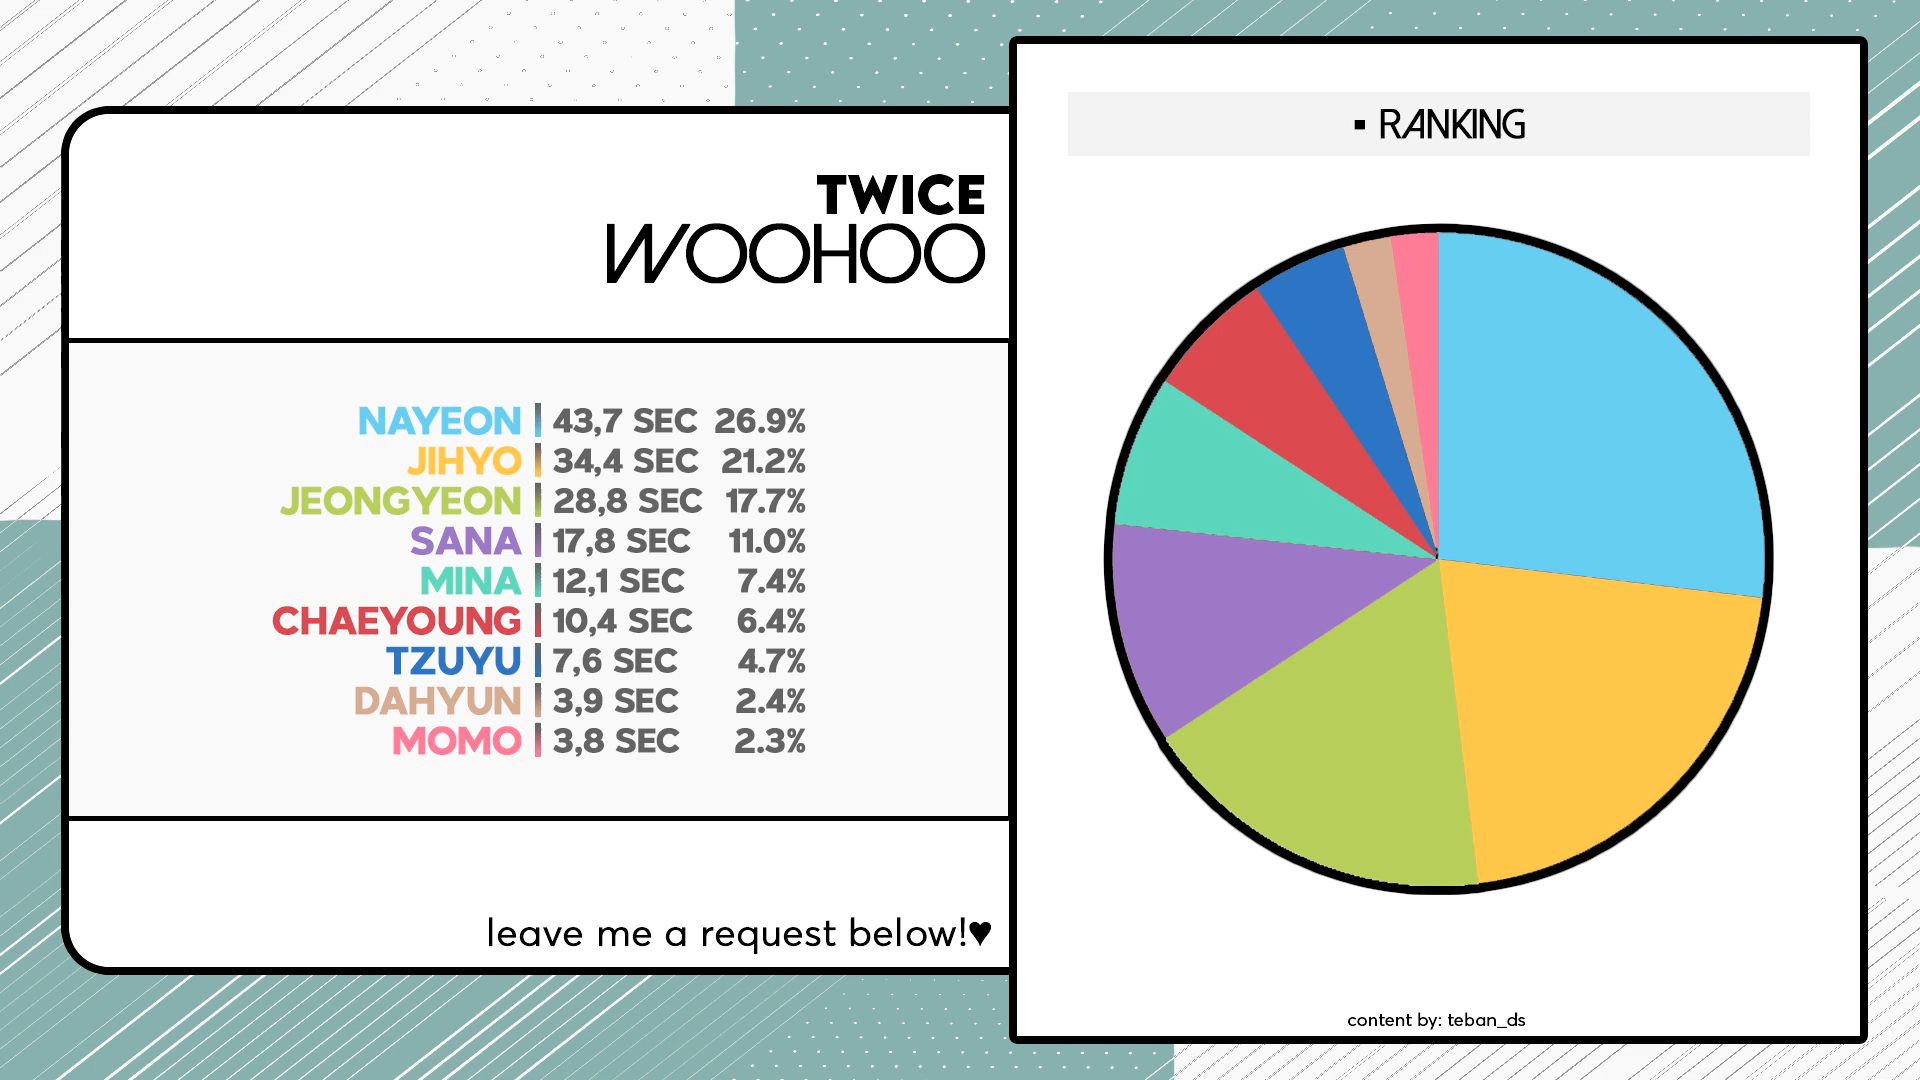 TWICE
WOOHOO
NAYEON 43,7 SEC 26.9%
JIHYO 34,4 SEC 21.2%
JEONGYEON 28,8 SEC 17.7%
SANA 17,8 SEC 11.0%
MINA 12,1 SEC 7.4%
CHAEYOUNG 10,4 SEC 6.4%
TZUYU 7,6 SEC 4.7%
DAHYUN 3,9 SEC 2.4%
MOMO 3,8 SEC 2.3%
leave me a request below!♥
▪ RANKING
content by: teban_ds